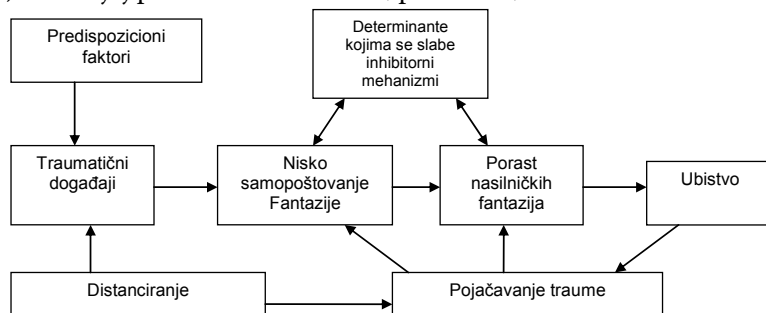 Predispozicioni
faktori
Determinante
kojima se slabe
inhibitorni
mehanizmi
Traumatični
događaji
Nisko
samopoštovanje
Fantazije
Porast
nasilničkih
fantazija
Ubistvo
Distanciranje
Pojačavanje traume